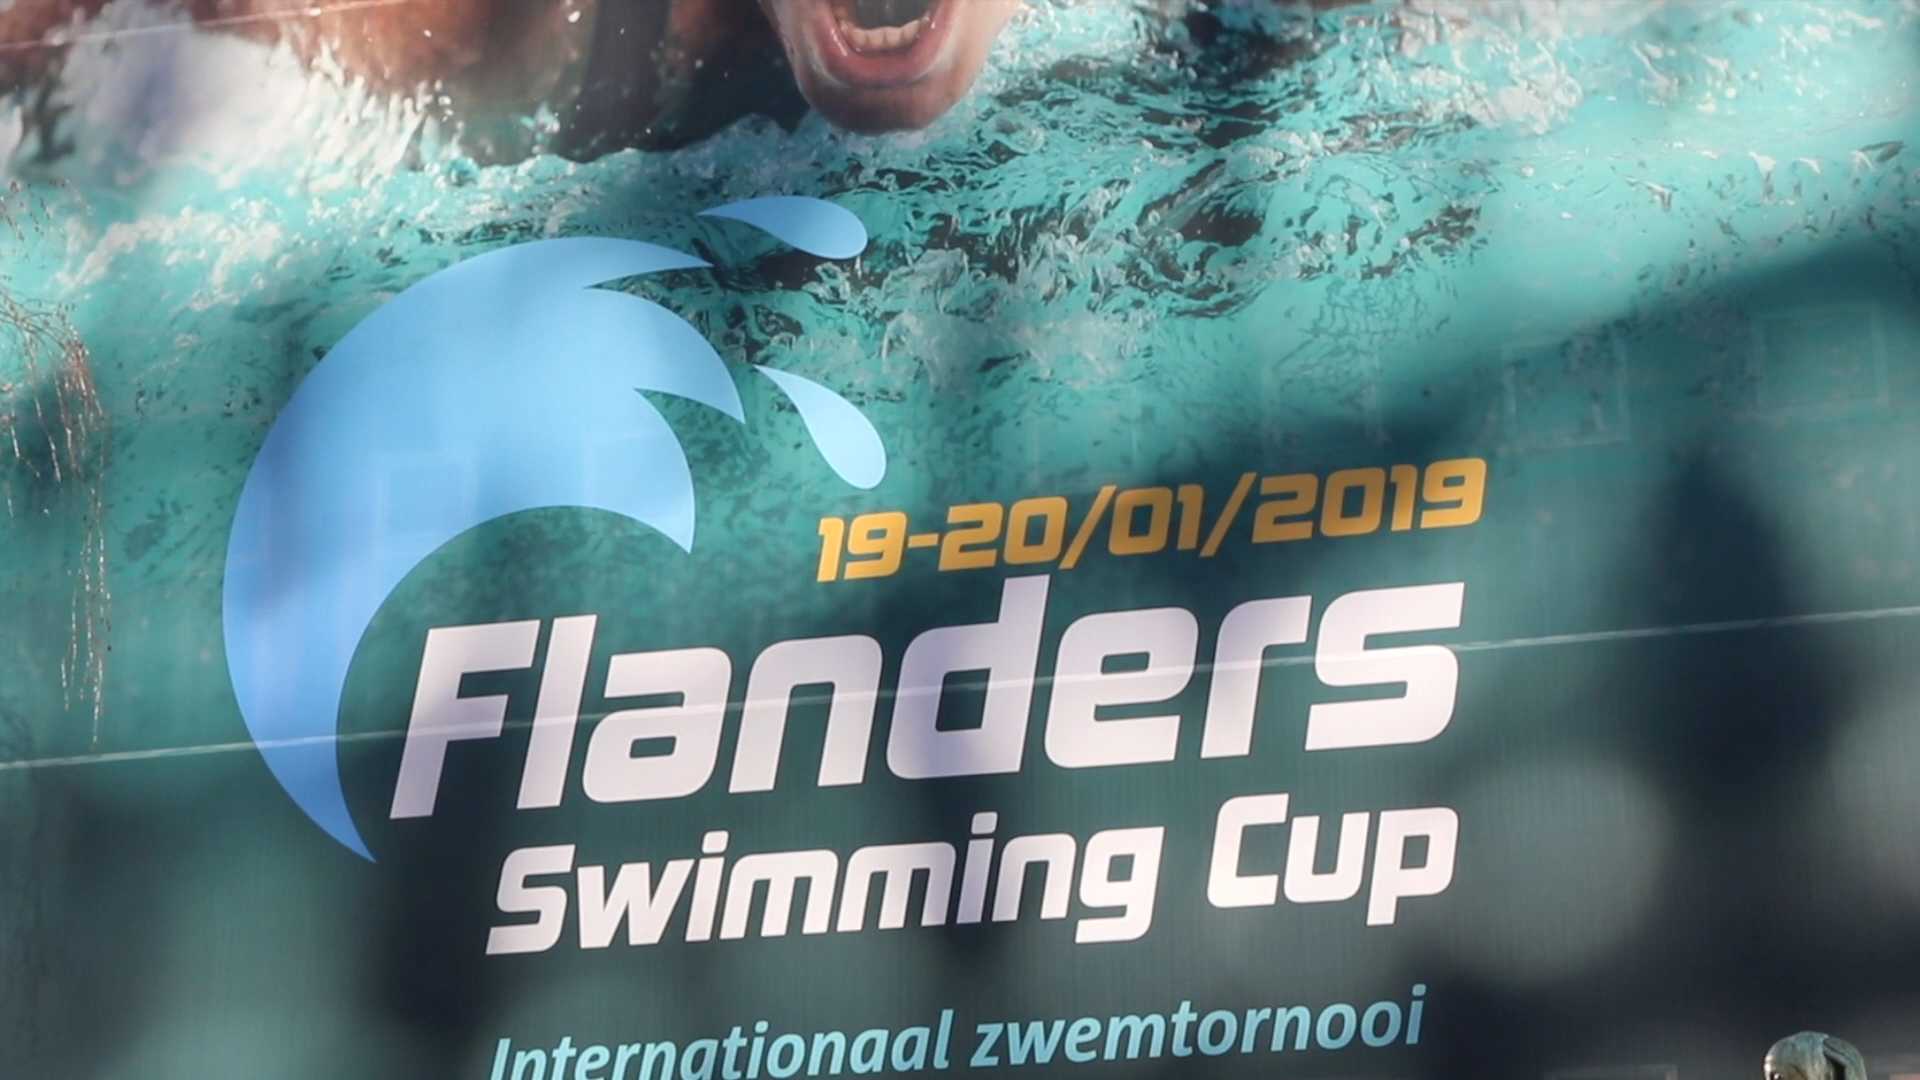 19-20/01/2019
Flanders
Swimming Cup
Internationaal zwemtornooi